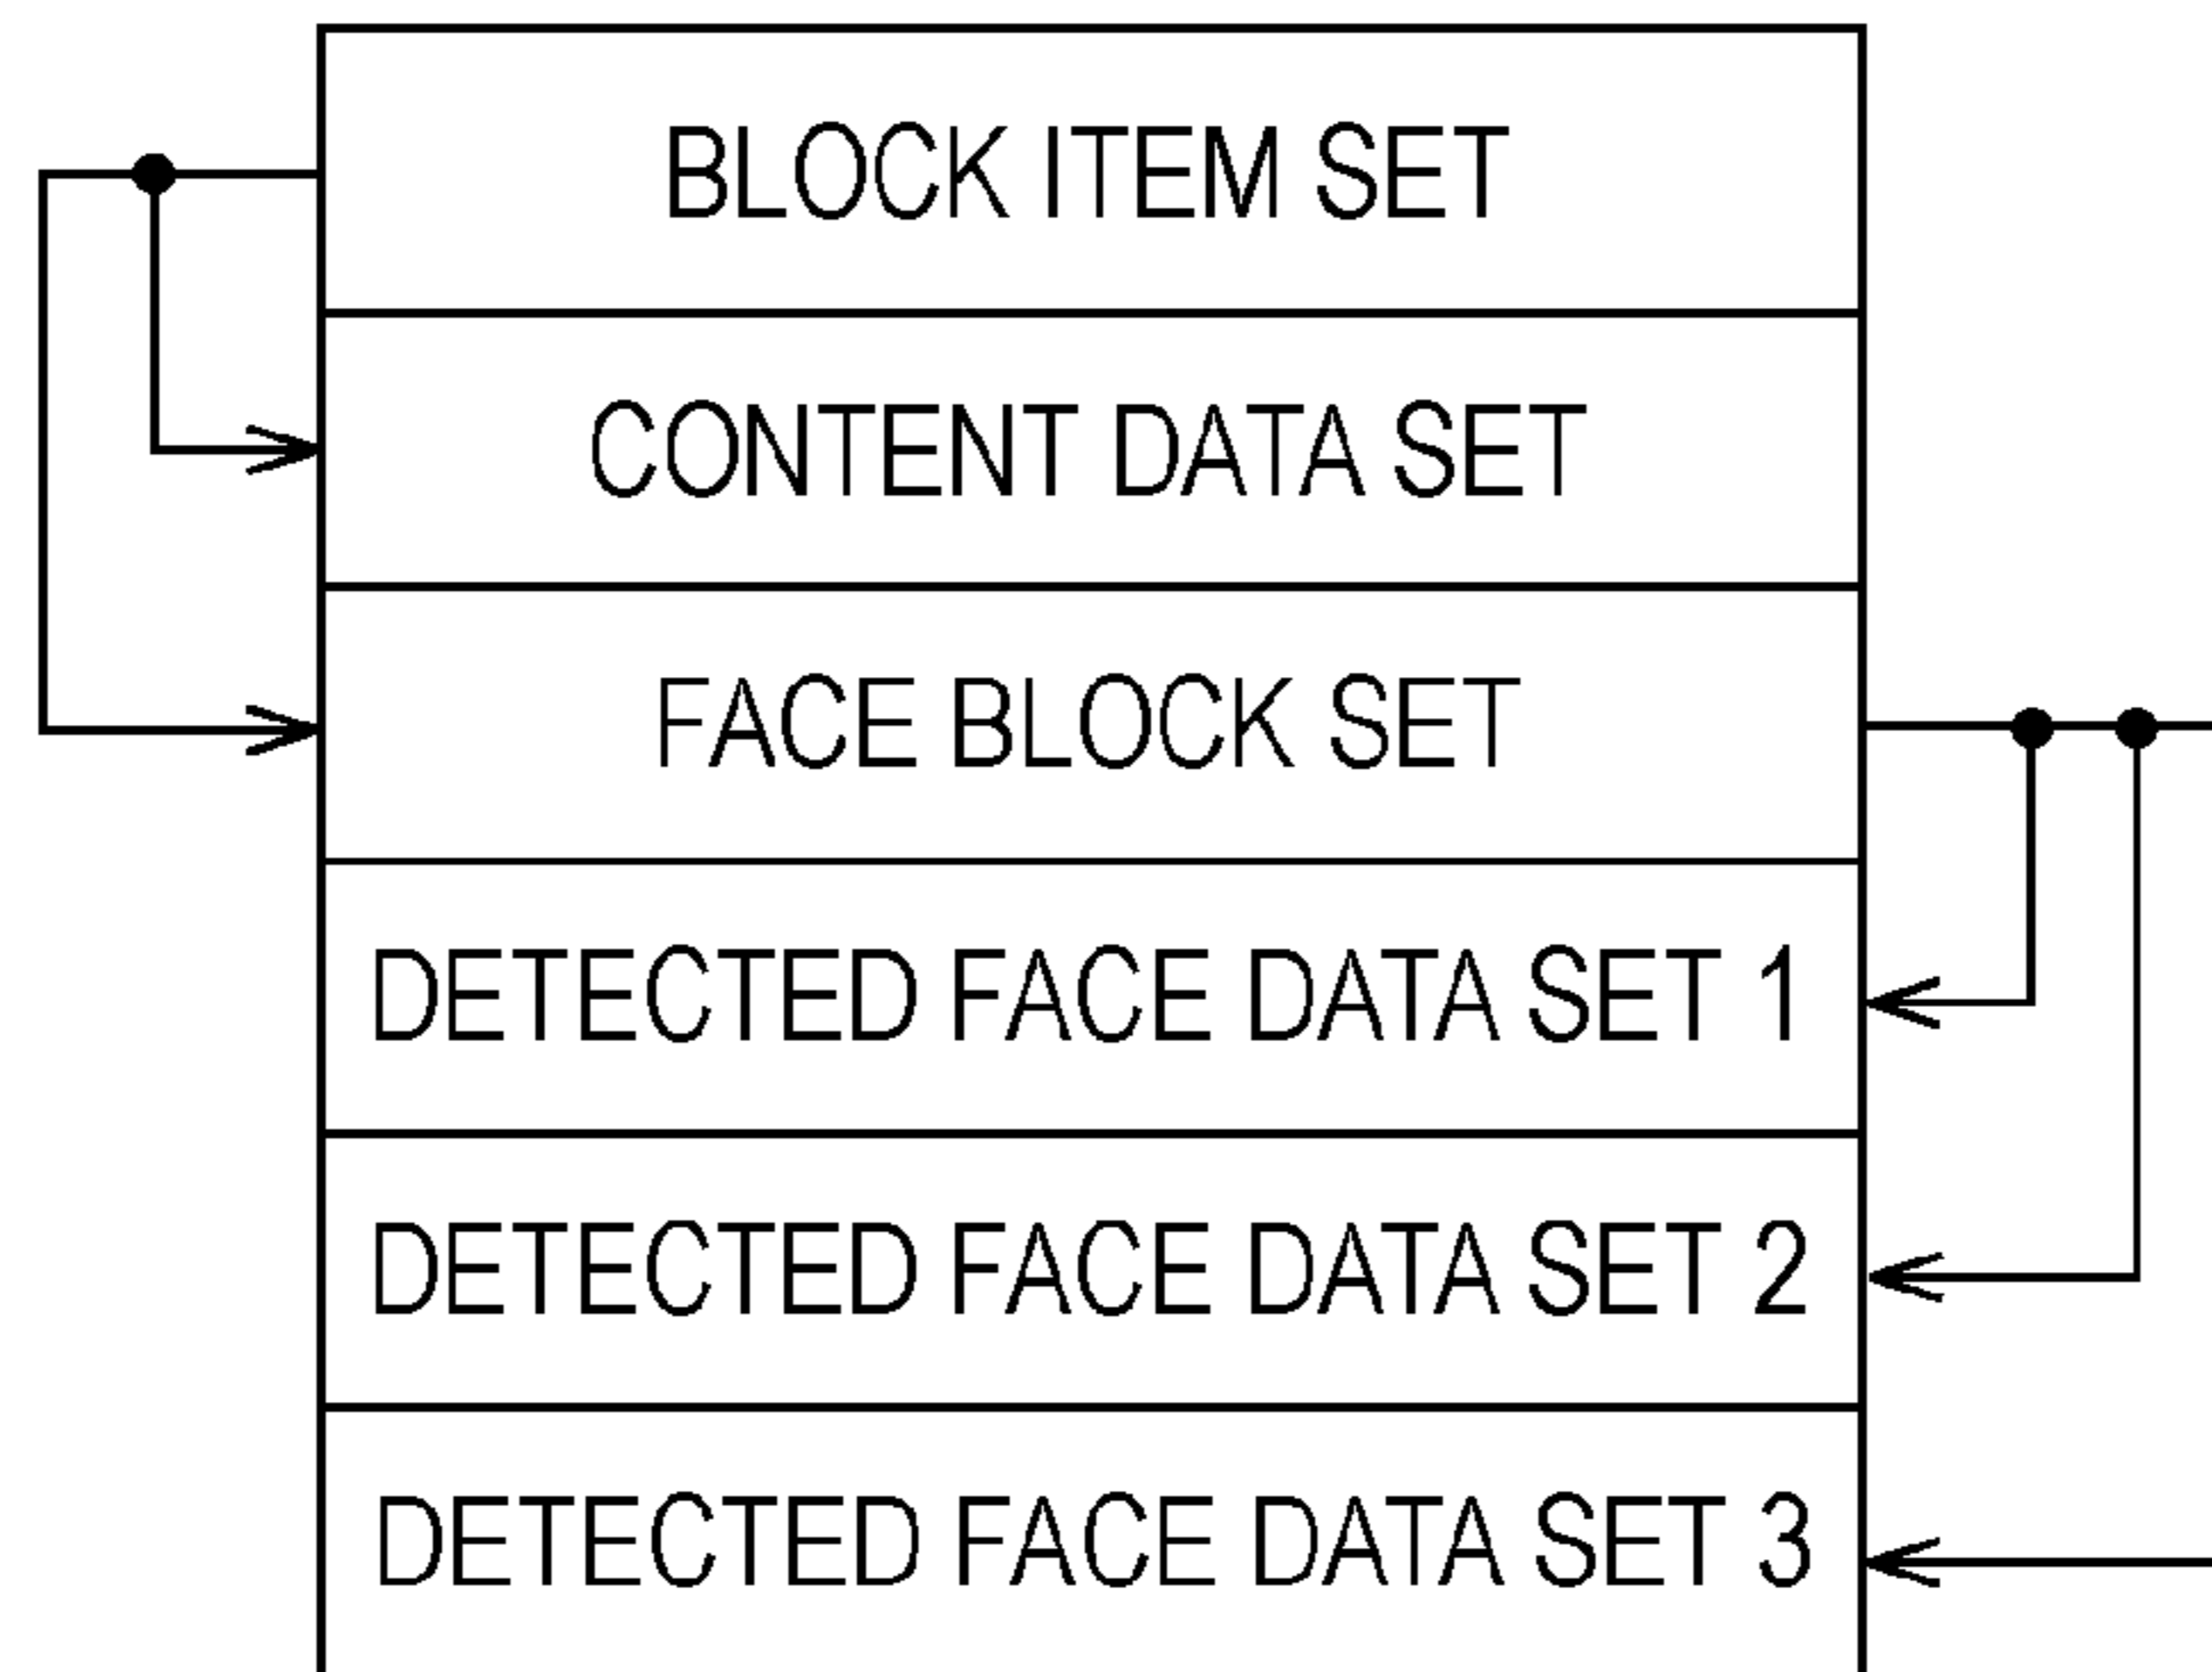 BLOCK ITEM SET
CONTENT DATA SET
FACE BLOCK SET
DETECTED FACE DATA SET 1
DETECTED FACE DATA SET 2
DETECTED FACE DATA SET 3